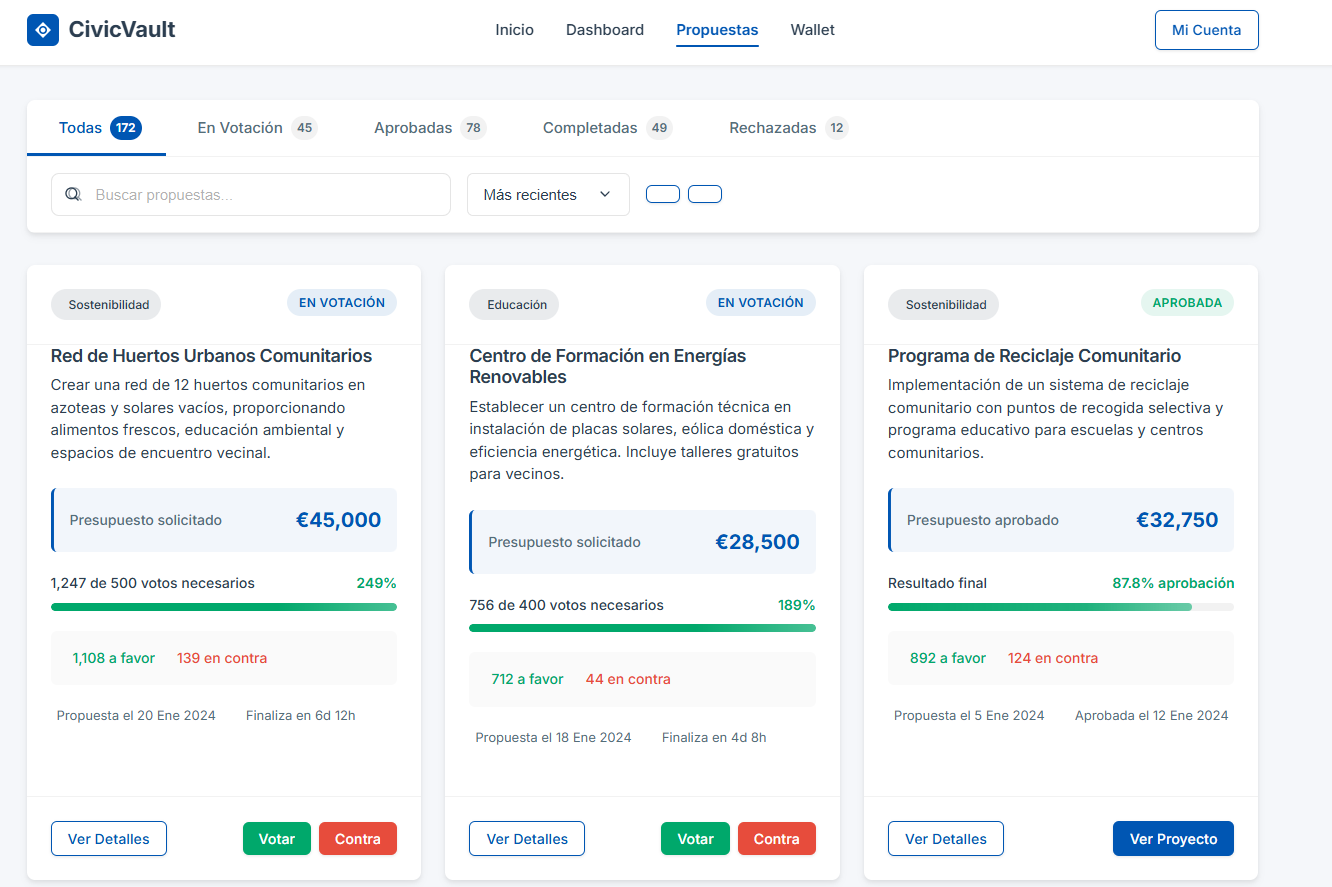 CivicVault
Inicio Dashboard Propuestas Wallet
Mi Cuenta
Todas 172 En Votación 45 Aprobadas 78 Completadas 49 Rechazadas 12
Buscar propuestas...
Más recientes
Sostenibilidad
EN VOTACIÓN
Red de Huertos Urbanos Comunitarios
Crear una red de 12 huertos comunitarios en
azoteas y solares vacíos, proporcionando
alimentos frescos, educación ambiental y
espacios de encuentro vecinal.
Presupuesto solicitado €45,000
1,247 de 500 votos necesarios 249%
1,108 a favor 139 en contra
Propuesta el 20 Ene 2024 Finaliza en 6d 12h
Ver Detalles Votar Contra
Educación
EN VOTACIÓN
Centro de Formación en Energías
Renovables
Establecer un centro de formación técnica en
instalación de placas solares, eólica doméstica y
eficiencia energética. Incluye talleres gratuitos
para vecinos.
Presupuesto solicitado €28,500
756 de 400 votos necesarios 189%
712 a favor 44 en contra
Propuesta el 18 Ene 2024 Finaliza en 4d 8h
Ver Detalles Votar Contra
Sostenibilidad
APROBADA
Programa de Reciclaje Comunitario
Implementación de un sistema de reciclaje
comunitario con puntos de recogida selectiva y
programa educativo para escuelas y centros
comunitarios.
Presupuesto aprobado €32,750
Resultado final 87.8% aprobación
892 a favor 124 en contra
Propuesta el 5 Ene 2024 Aprobada el 12 Ene 2024
Ver Detalles Ver Proyecto